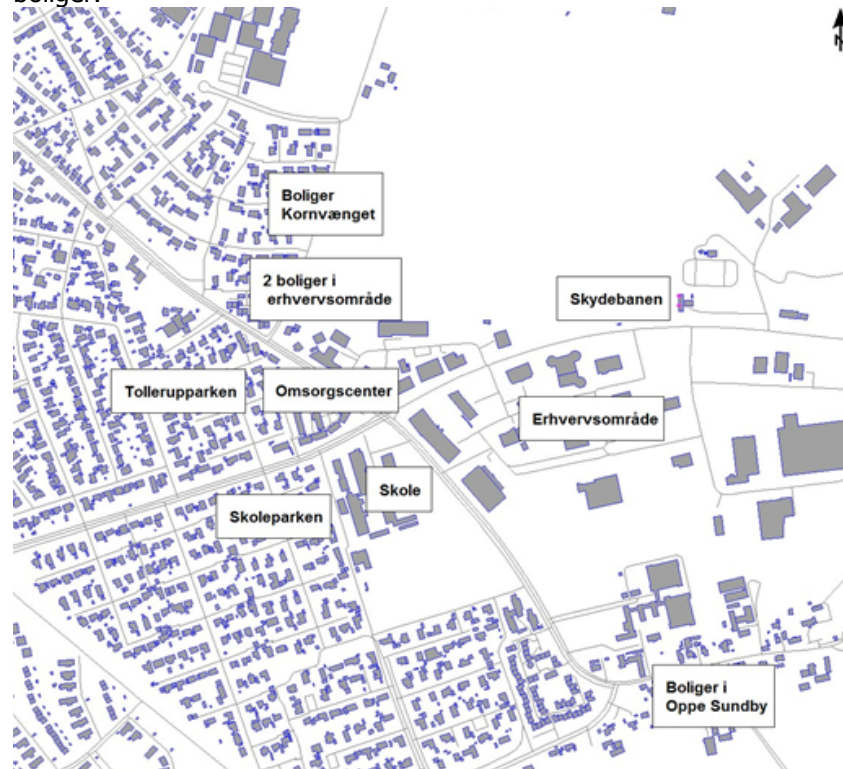 boliger.
Boliger
Kornvænget
2 boliger i
erhvervsområde
Skydebanen
Tollerupparken
Omsorgscenter
Erhvervsområde
Skole
Skoleparken
Boliger i
Oppe Sundby